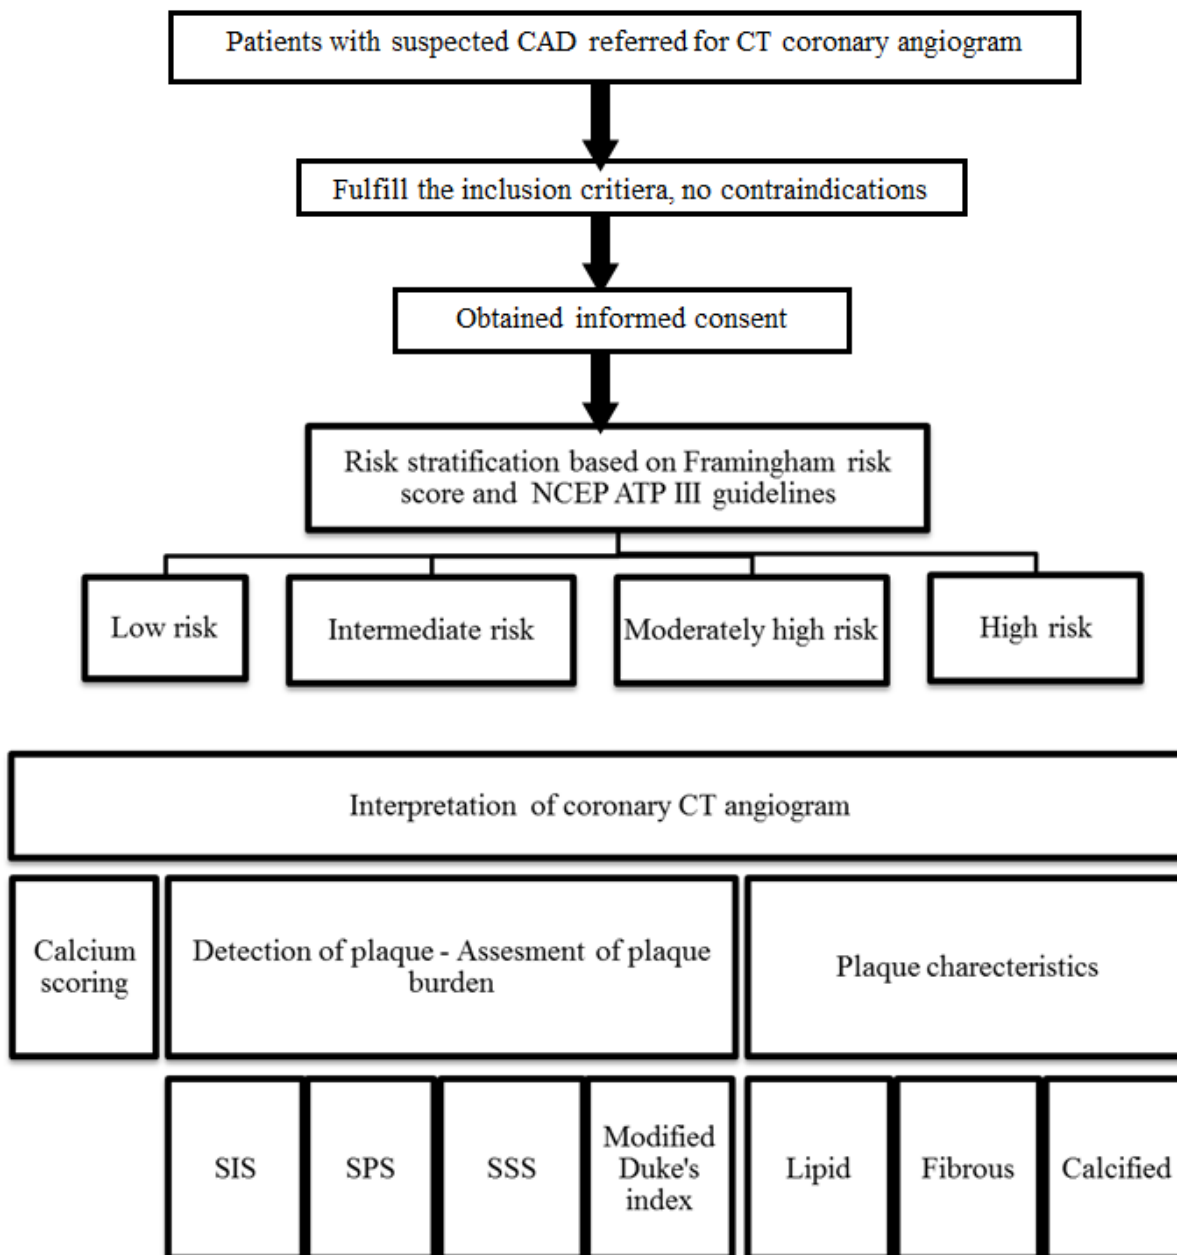 Patients with suspected CAD referred for CT coronary angiogram
Fulfill the inclusion critiera, no contraindications
Obtained informed consent
Risk stratification based on Framingham risk
score and NCEP ATP III guidelines
Low risk
Intermediate risk
Moderately high risk
High risk
Interpretation of coronary CT angiogram
Calcium
scoring
Detection of plaque - Assesment of plaque
burden
Plaque charecteristics
SIS
SPS
SSS
Modified
Duke's
index
Lipid
Fibrous
Calcified